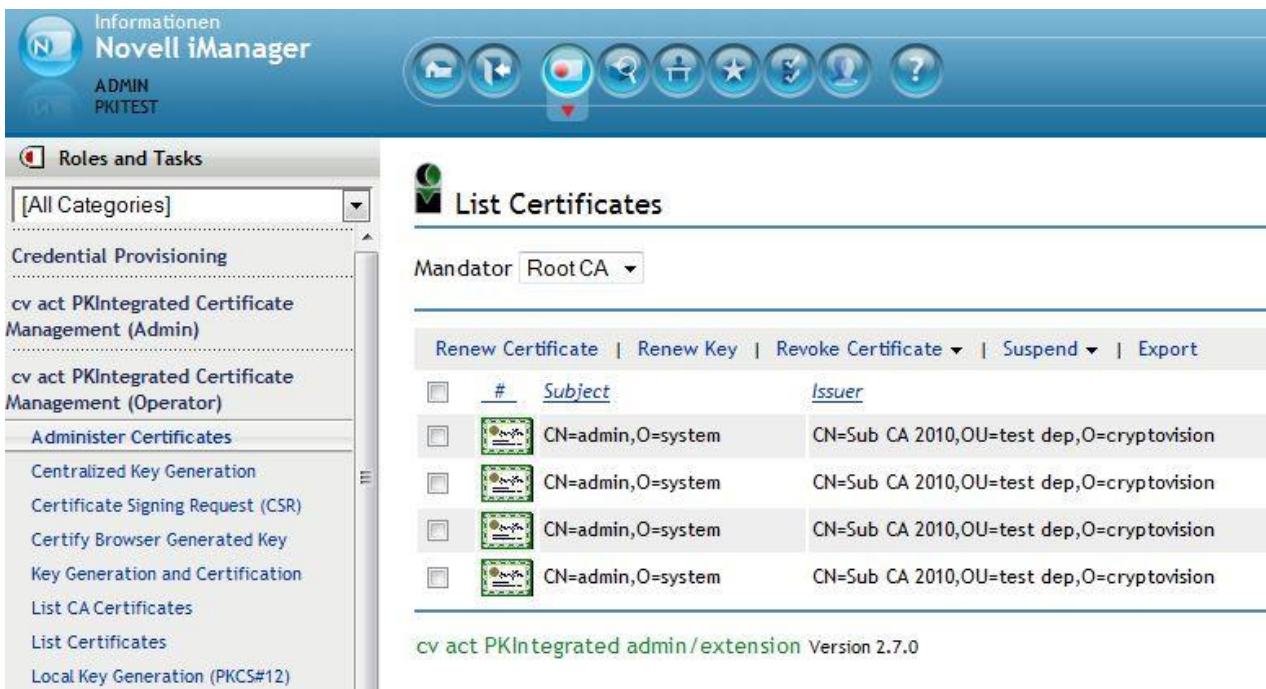 Informationen
Novell iManager
ADMIN
PKITEST
Roles and Tasks
[All Categories]
Credential Provisioning
cv act PKIntegrated Certificate
Management (Admin)
cv act PKIntegrated Certificate
Management (Operator)
Administer Certificates
Centralized Key Generation
Certificate Signing Request (CSR)
Certify Browser Generated Key
Key Generation and Certification
List CA Certificates
List Certificates
Local Key Generation (PKCS#12)
List Certificates
Mandator Root CA
Renew Certificate | Renew Key | Revoke Certificate | Suspend | Export
# Subject Issuer
CN=admin,O=system CN=Sub CA 2010,OU=test dep,O=cryptovision
CN=admin,O=system CN=Sub CA 2010,OU=test dep,O=cryptovision
CN=admin,O=system CN=Sub CA 2010,OU=test dep,O=cryptovision
CN=admin,O=system CN=Sub CA 2010,OU=test dep,O=cryptovision
cv act PKIntegrated admin/extension Version 2.7.0